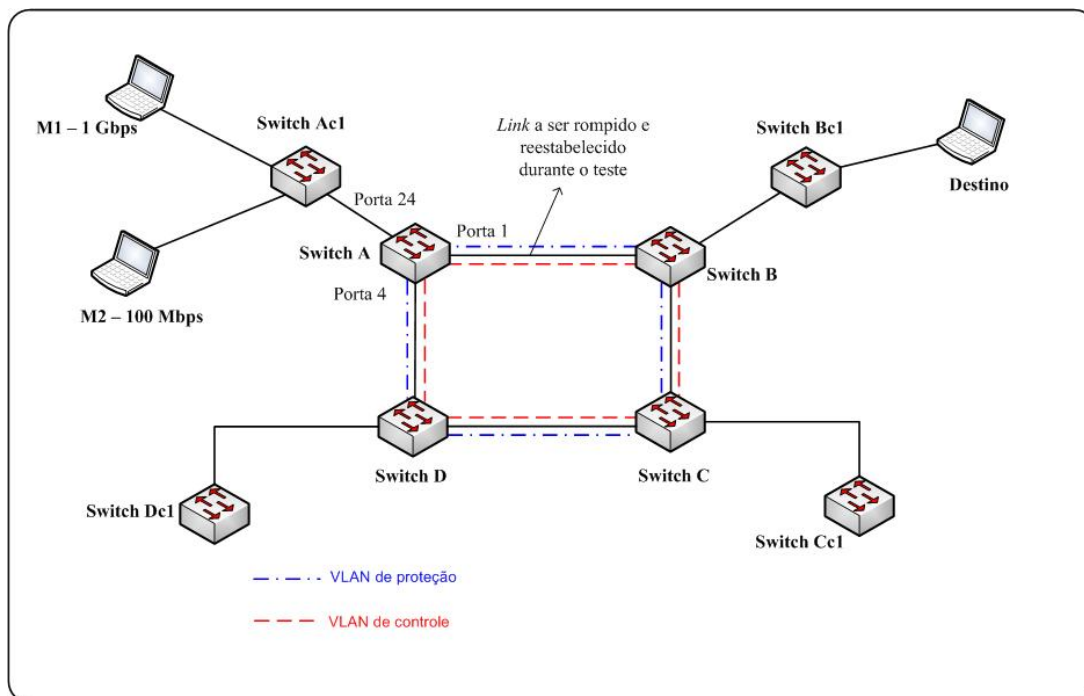 M1 – 1 Gbps
Switch Ac1
Link a ser rompido e
reestabelecido
durante o teste
Switch Bc1
Destino
Porta 24
Porta 1
Switch A
Switch B
Porta 4
M2 – 100 Mbps
Switch D
Switch C
Switch Dc1
Switch Cc1
VLAN de proteção
VLAN de controle